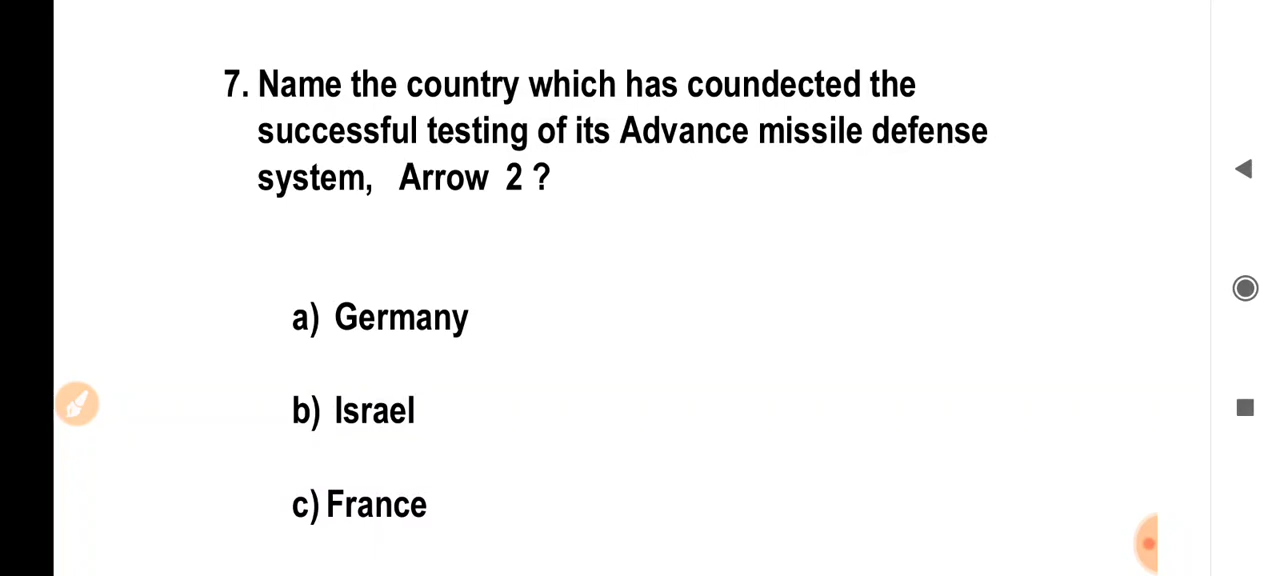 7. Name the country which has coundected the
successful testing of its Advance missile defense
system, Arrow 2 ?
a) Germany
b) Israel
c) France